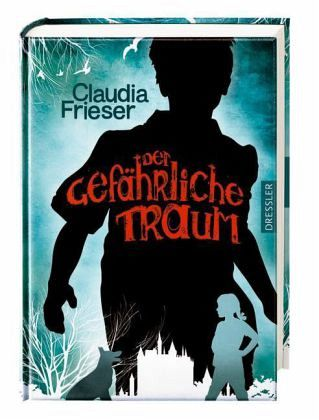 Claudia
Frieser
DER
GEFÄHRLICHE
TRAUM
DRESSLER